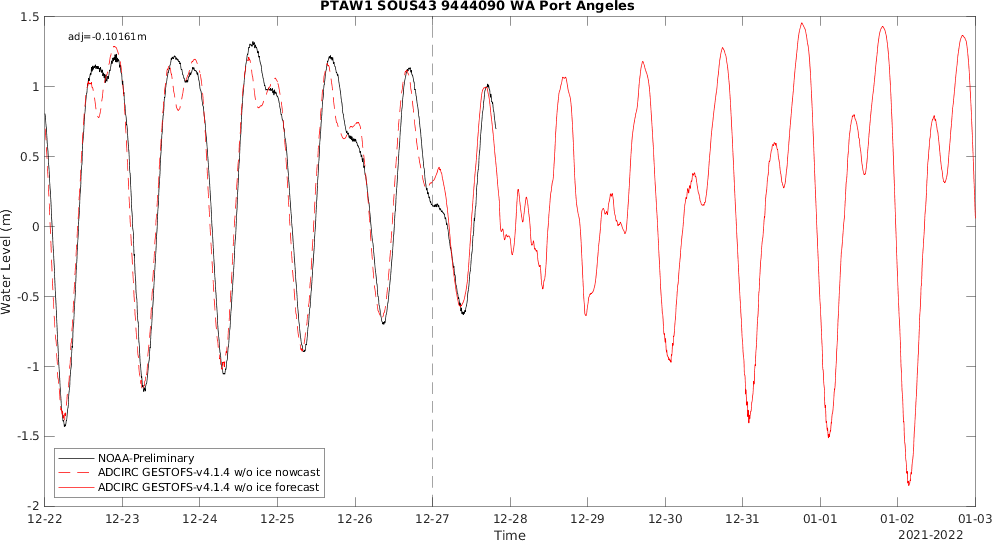 PTAW1 SOUS43 9444090 WA Port Angeles
adj=-0.10161m
Water Level (m)
1.5
1
0.5
0
-0.5
-1
-1.5
-2
NOAA-Preliminary
ADCIRC GESTOFS-v4.1.4 w/o ice nowcast
ADCIRC GESTOFS-v4.1.4 w/o ice forecast
12-22 12-23 12-24 12-25 12-26 12-27 12-28 12-29 12-30 12-31 01-01 01-02 01-03
Time
2021-2022